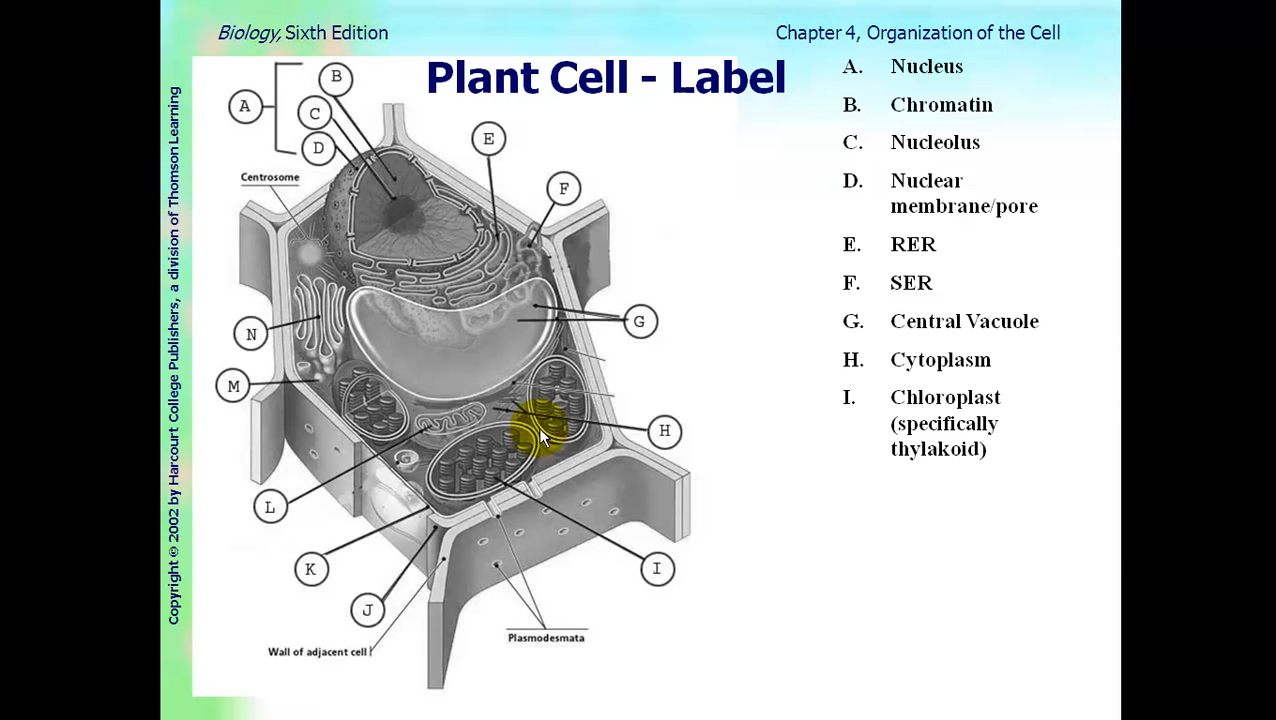 Biology, Sixth Edition
Chapter 4, Organization of the Cell
Plant Cell - Label
Copyright © 2002 by Harcourt College Publishers, a division of Thomson Learning
A. Nucleus
B. Chromatin
C. Nucleolus
D. Nuclear
membrane/pore
E. RER
F. SER
G. Central Vacuole
H. Cytoplasm
I. Chloroplast
(specifically
thylakoid)
B
A
C
D
E
Centrosome
F
G
N
M
H
L
K
I
J
Plasmodesmata
Wall of adjacent cell